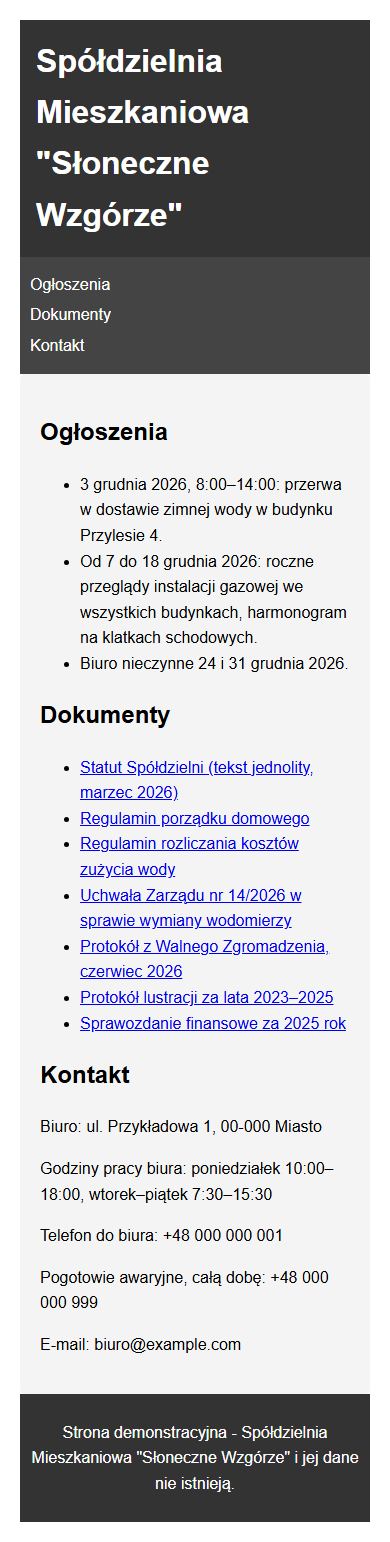 Spółdzielnia
Mieszkaniowa
"Słoneczne
Wzgórze"
Ogłoszenia
Dokumenty
Kontakt
Ogłoszenia
3 grudnia 2026, 8:00–14:00: przerwa
w dostawie zimnej wody w budynku
Przylesie 4.
Od 7 do 18 grudnia 2026: roczne
przeglądy instalacji gazowej we
wszystkich budynkach, harmonogram
na klatkach schodowych.
Biuro nieczynne 24 i 31 grudnia 2026.
Dokumenty
Statut Spółdzielni (tekst jednolity,
marzec 2026)
Regulamin porządku domowego
Regulamin rozliczania kosztów
zużycia wody
Uchwała Zarządu nr 14/2026 w
sprawie wymiany wodomierzy
Protokół z Walnego Zgromadzenia,
czerwiec 2026
Protokół lustracji za lata 2023–2025
Sprawozdanie finansowe za 2025 rok
Kontakt
Biuro: ul. Przykładowa 1, 00-000 Miasto
Godziny pracy biura: poniedziałek 10:00–
18:00, wtorek–piątek 7:30–15:30
Telefon do biura: +48 000 000 001
Pogotowie awaryjne, całą dobę: +48 000
000 999
E-mail: biuro@example.com
Strona demonstracyjna - Spółdzielnia
Mieszkaniowa "Słoneczne Wzgórze" i jej dane
nie istnieją.